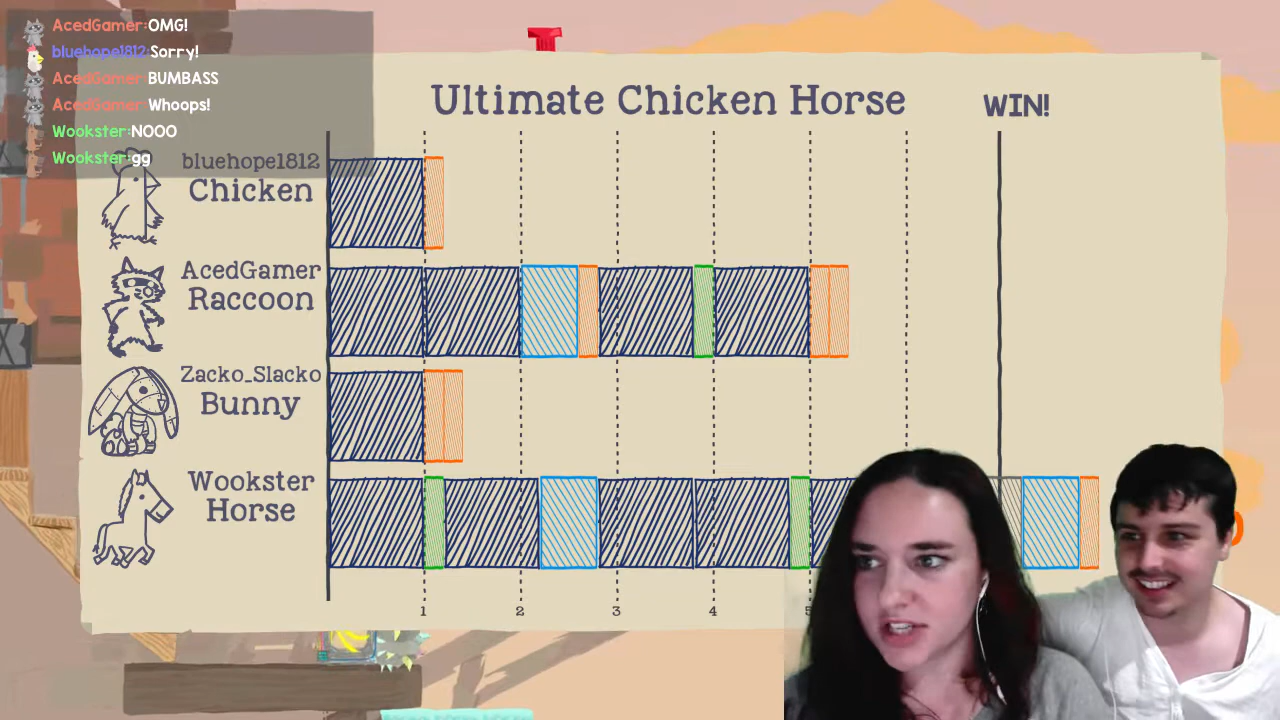 AcedGamer:OMG!
bluehope1812:Sorry!
AcedGamer:BUMBASS
AcedGamer:Whoops!
Wookster:NOOO
Wookster:gg
Ultimate Chicken Horse
WIN!
bluehope1812
Chicken
AcedGamer
Raccoon
Zacko_Slacko
Bunny
Wookster
Horse
1 2 3 4 5